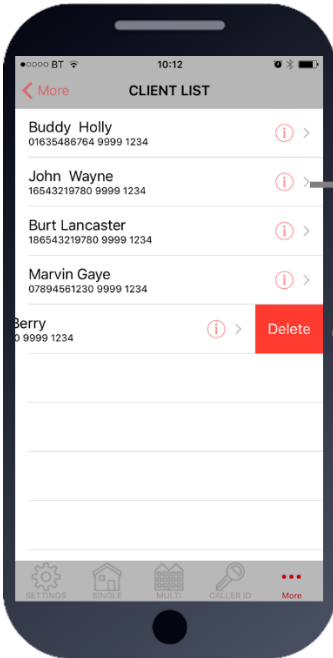 BT 10:12
More CLIENT LIST
Buddy Holly
01635486764 9999 1234
John Wayne
16543219780 9999 1234
Burt Lancaster
186543219780 9999 1234
Marvin Gaye
07894561230 9999 1234
Berry
0 9999 1234
Delete
SETTINGS SINGLE MULTI CALLER ID More